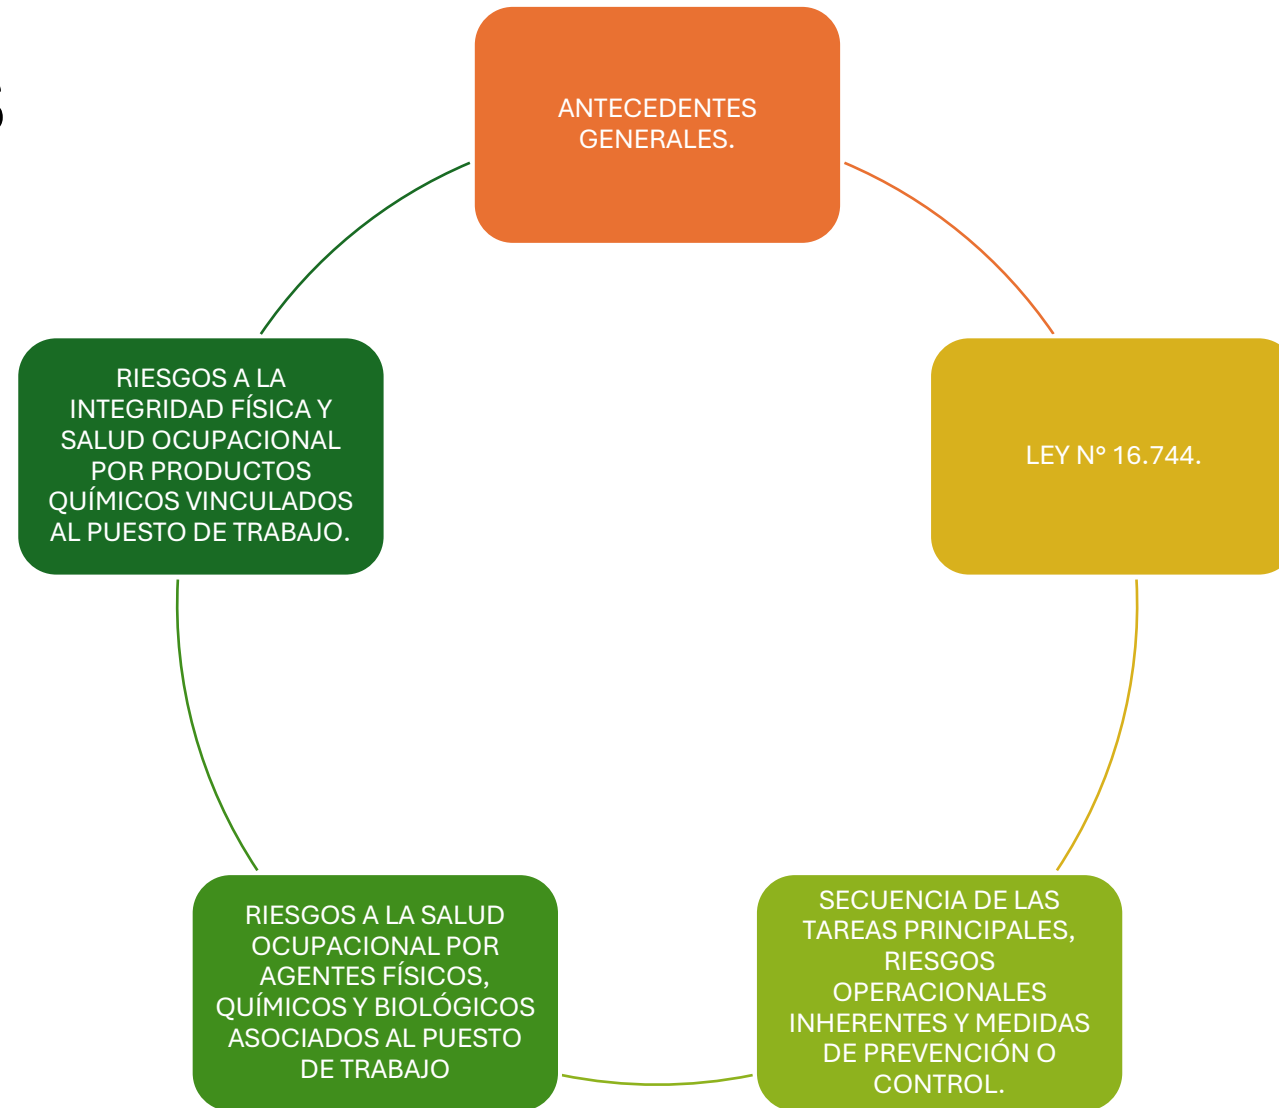 S
ANTECEDENTES
GENERALES.
LEY N° 16.744.
SECUENCIA DE LAS
TAREAS PRINCIPALES,
RIESGOS
OPERACIONALES
INHERENTES Y MEDIDAS
DE PREVENCIÓN O
CONTROL.
RIESGOS A LA SALUD
OCUPACIONAL POR
AGENTES FÍSICOS,
QUÍMICOS Y BIOLÓGICOS
ASOCIADOS AL PUESTO
DE TRABAJO
RIESGOS A LA
INTEGRIDAD FÍSICA Y
SALUD OCUPACIONAL
POR PRODUCTOS
QUÍMICOS VINCULADOS
AL PUESTO DE TRABAJO.